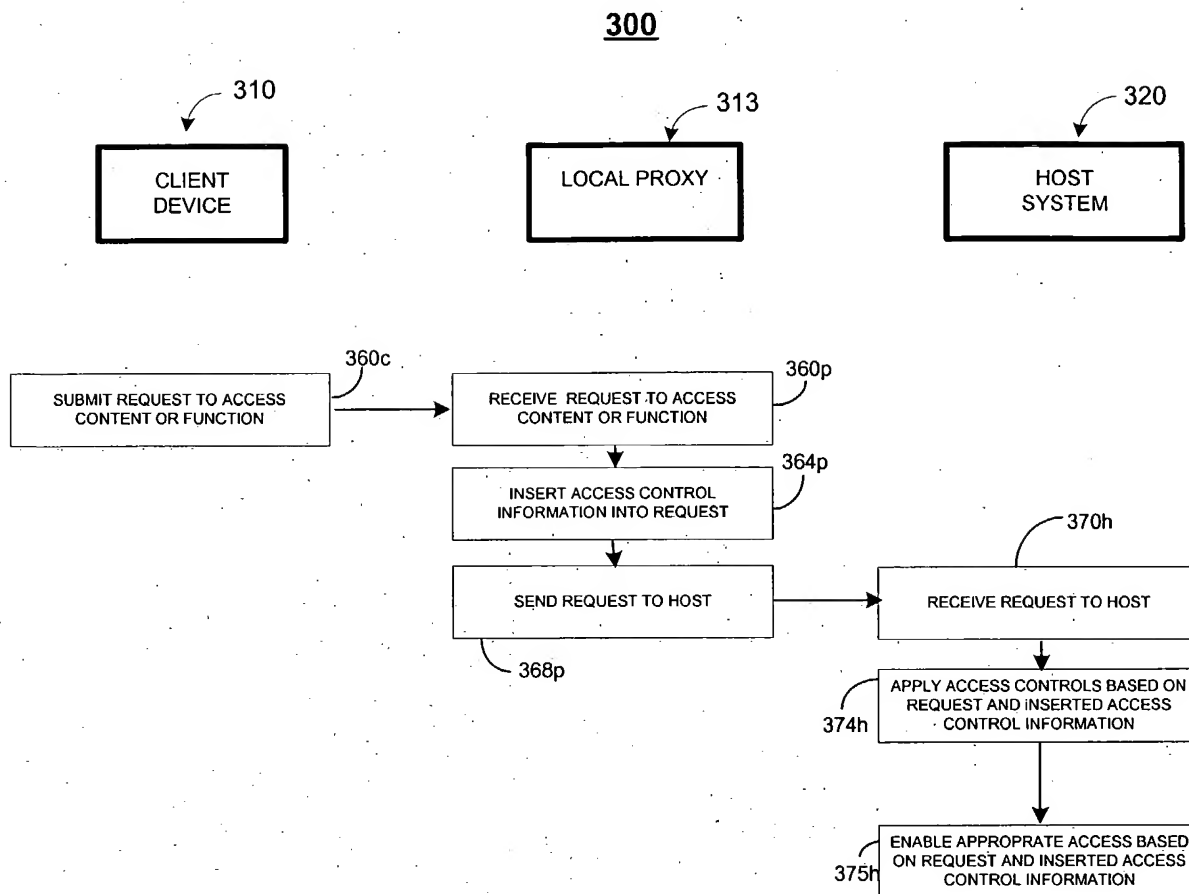 300
310
313
320
CLIENT
DEVICE
LOCAL PROXY
HOST
SYSTEM
360c
360p
SUBMIT REQUEST TO ACCESS
CONTENT OR FUNCTION
RECEIVE REQUEST TO ACCESS
CONTENT OR FUNCTION
364p
INSERT ACCESS CONTROL
INFORMATION INTO REQUEST
370h
SEND REQUEST TO HOST
RECEIVE REQUEST TO HOST
368p
374h
APPLY ACCESS CONTROLS BASED ON
REQUEST AND INSERTED ACCESS
CONTROL INFORMATION
375h
ENABLE APPROPRATE ACCESS BASED
ON REQUEST AND INSERTED ACCESS
CONTROL INFORMATION